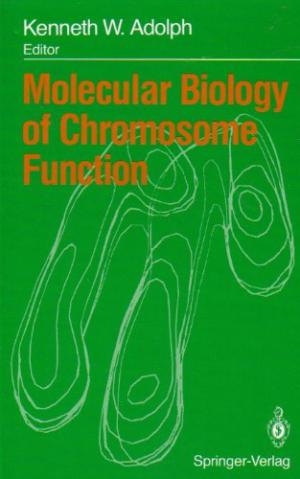 Kenneth W. Adolph
Editor
Molecular Biology
of Chromosome
Function
Springer-Verlag